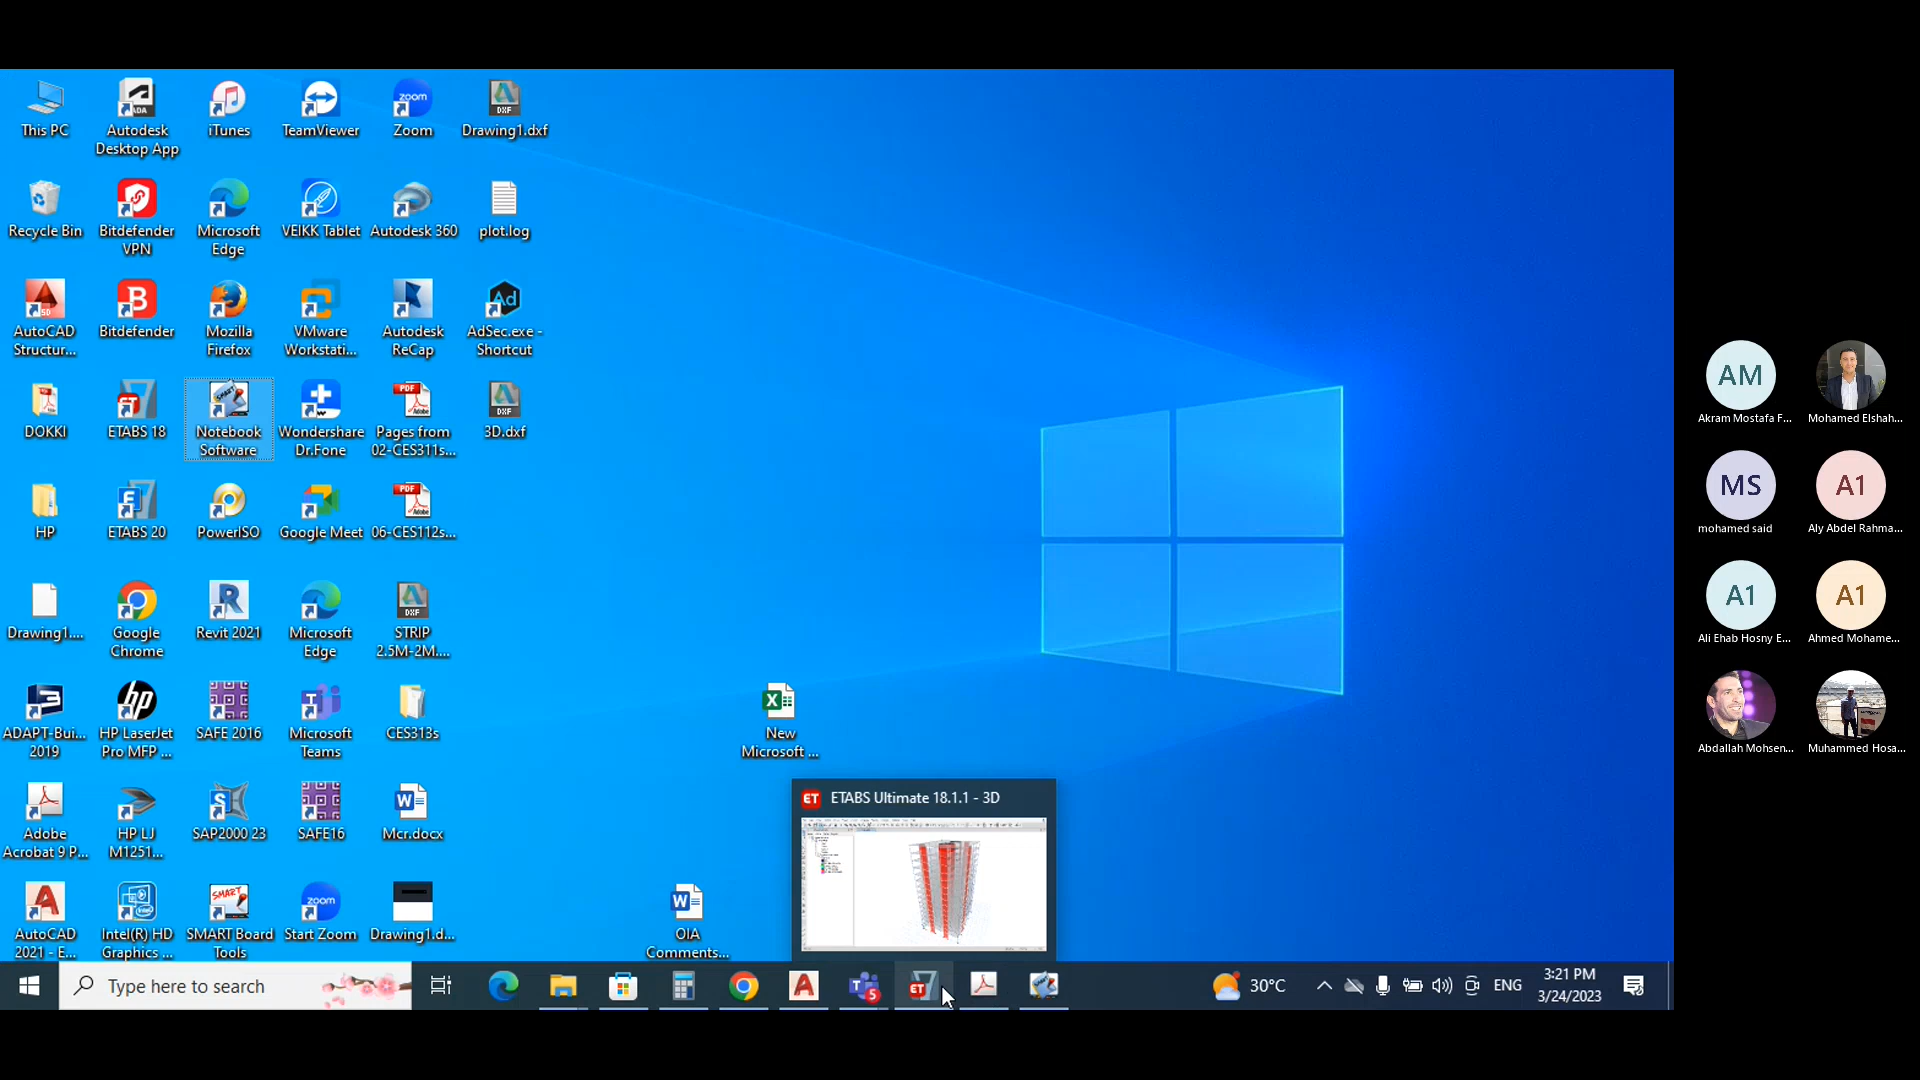 This PC
Autodesk
Desktop App
iTunes
TeamViewer
Zoom
Drawing1.dxf
Recycle Bin
Bitdefender
VPN
Microsoft
Edge
VEIKK Tablet
Autodesk 360
plot.log
AutoCAD
Structur...
Bitdefender
Mozilla
Firefox
VMware
Workstati...
Autodesk
ReCap
AdSec.exe -
Shortcut
DOKKI
ETABS 18
Notebook
Software
Wondershare
Dr.Fone
Pages from
02-CES311s...
3D.dxf
HP
ETABS 20
PowerISO
Google Meet
06-CES112s...
Drawing1....
Google
Chrome
Revit 2021
Microsoft
Edge
STRIP
2.5M-2M....
ADAPT-Bui...
2019
HP LaserJet
Pro MFP ...
SAFE 2016
Microsoft
Teams
CES313s
New
Microsoft ...
Adobe
Acrobat 9 P...
HP LJ
M1251...
SAP2000 23
SAFE16
Mcr.docx
ETABS Ultimate 18.1.1 - 3D
AutoCAD
2021 - E...
Intel(R) HD
Graphics ...
SMART Board
Tools
Start Zoom
Drawing1.d...
OIA
Comments...
Type here to search
30°C
ENG
3:21 PM
3/24/2023
AM
Akram Mostafa F...
Mohamed Elshah...
MS
mohamed said
A1
Aly Abdel Rahma...
A1
Ali Ehab Hosny E...
A1
Ahmed Mohame...
Abdallah Mohsen...
Muhammed Hosa...